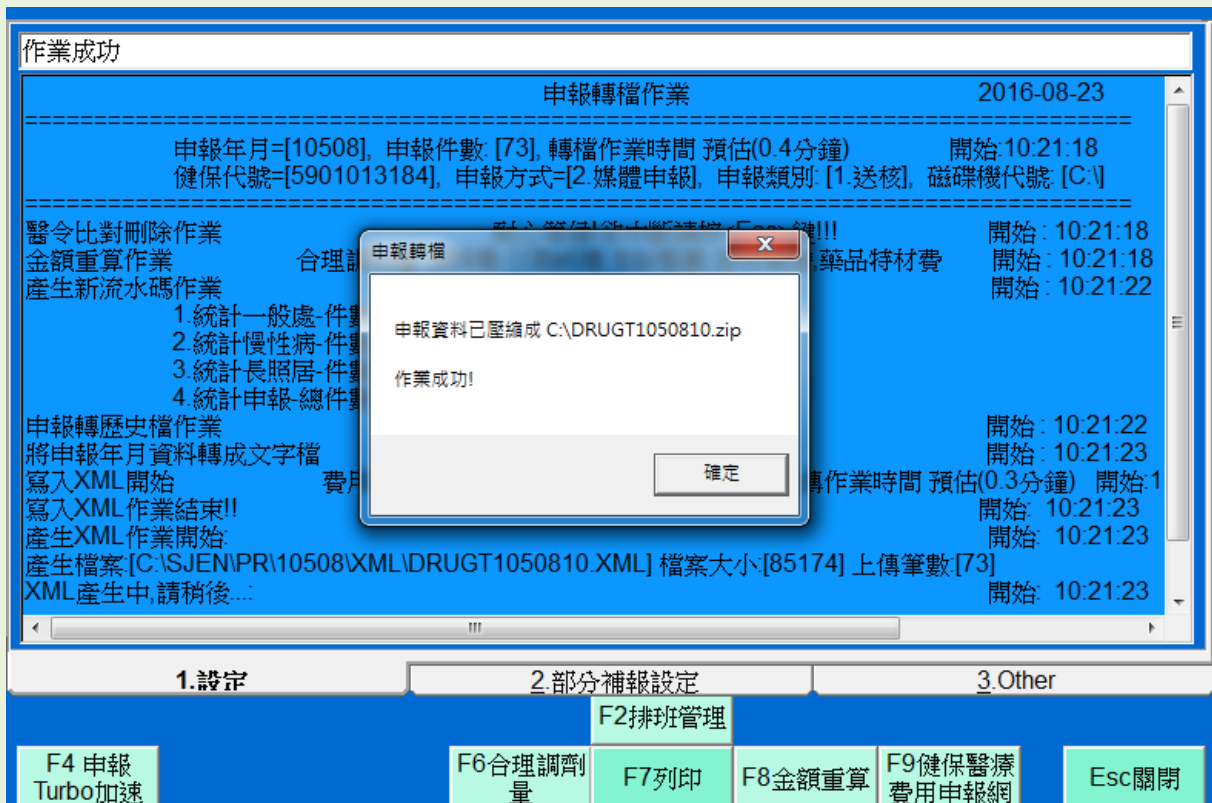 作業成功
申報轉檔作業 2016-08-23
================================================================================
申報年月=[10508], 申報件數: [73], 轉檔作業時間 預估(0.4分鐘) 開始:10:21:18
健保代號=[5901013184], 申報方式=[2.媒體申報], 申報類別: [1.送核], 磁碟機代號: [C:\]
================================================================================
醫令比對刪除作業 鍵!!! 開始 : 10:21:18
金額重算作業 合理 ,藥品特材費 開始 : 10:21:18
產生新流水碼作業 開始 : 10:21:22
1.統計一般處-件數
2.統計慢性病-件數
3.統計長照居-件數
4.統計申報-總件數
申報轉歷史檔作業 開始 : 10:21:22
將申報年月資料轉成文字檔 開始 : 10:21:23
寫入XML開始 費 作業時間 預估(0.3分鐘) 開始:1
寫入XML作業結束!! 開始: 10:21:23
產生XML作業開始: 開始: 10:21:23
產生檔案:[C:\SJEN\PR\10508\XML\DRUGT1050810.XML] 檔案大小:[85174] 上傳筆數:[73]
XML產生中,請稍後...: 開始: 10:21:23
申報轉檔
申報資料已壓縮成 C:\DRUGT1050810.zip
作業成功!
確定
1.設定 2.部分補報設定 3.Other
F2排班管理
F4 申報
Turbo加速
F6合理調劑
量
F7列印
F8金額重算
F9健保醫療
費用申報網
Esc關閉